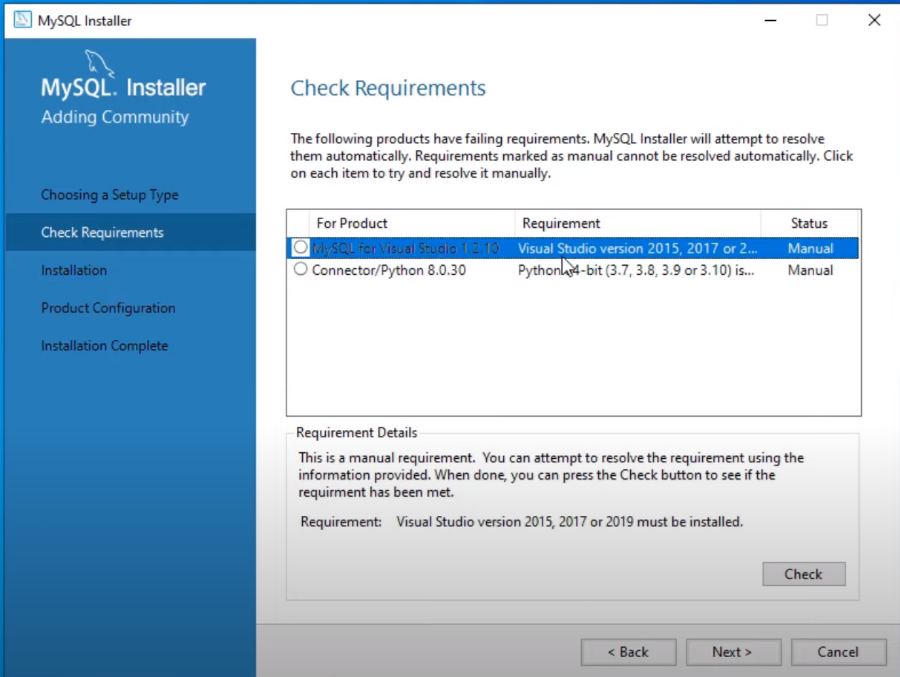 MySQL Installer
MySQL. Installer
Adding Community
Choosing a Setup Type
Check Requirements
Installation
Product Configuration
Installation Complete
Check Requirements
The following products have failing requirements. MySQL Installer will attempt to resolve
them automatically. Requirements marked as manual cannot be resolved automatically. Click
on each item to try and resolve it manually.
For Product Requirement Status
MySQL for Visual Studio 1.2.10 Visual Studio version 2015, 2017 or 2... Manual
Connector/Python 8.0.30 Python 4-bit (3.7, 3.8, 3.9 or 3.10) is... Manual
Requirement Details
This is a manual requirement. You can attempt to resolve the requirement using the
information provided. When done, you can press the Check button to see if the
requirment has been met.
Requirement: Visual Studio version 2015, 2017 or 2019 must be installed.
Check
< Back Next > Cancel